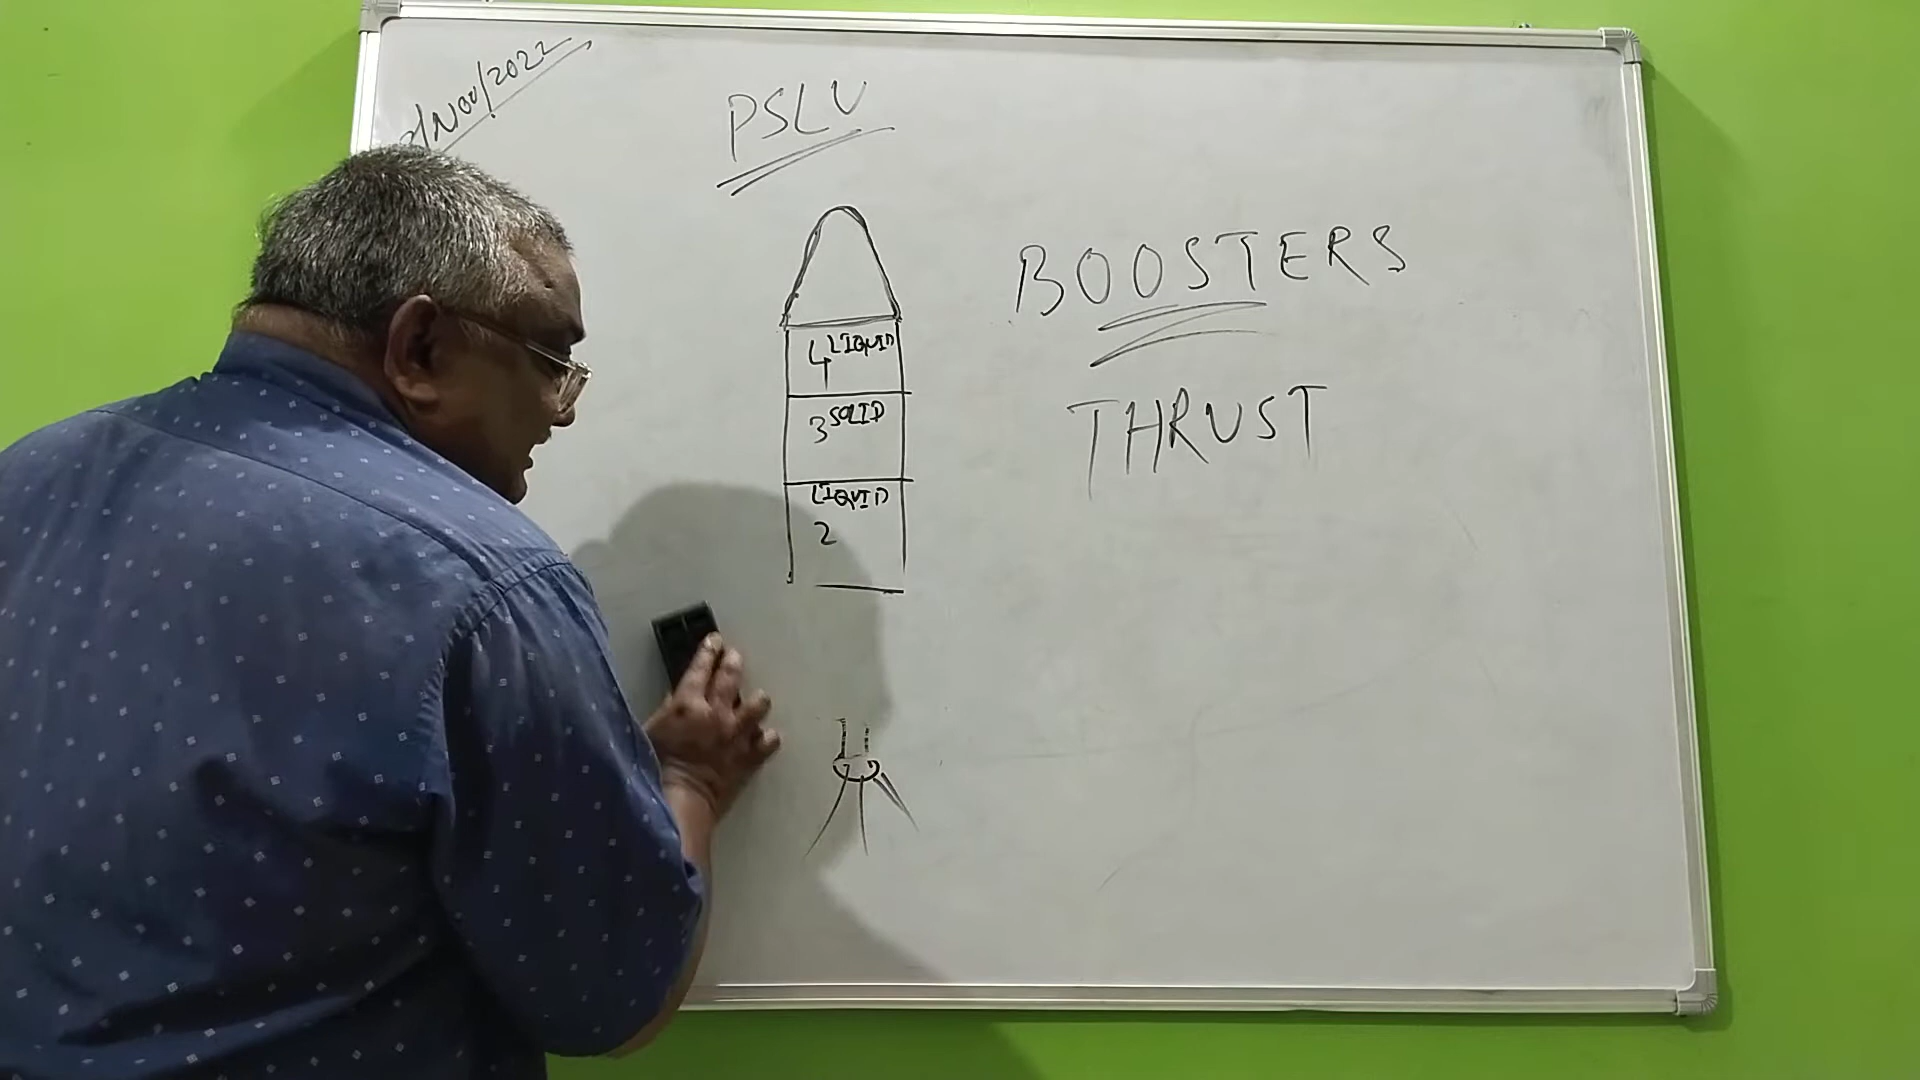 /Nov/2022
PSLV
BOOSTERS
THRUST
4 LIQUID
3 SOLID
LIQUID
2